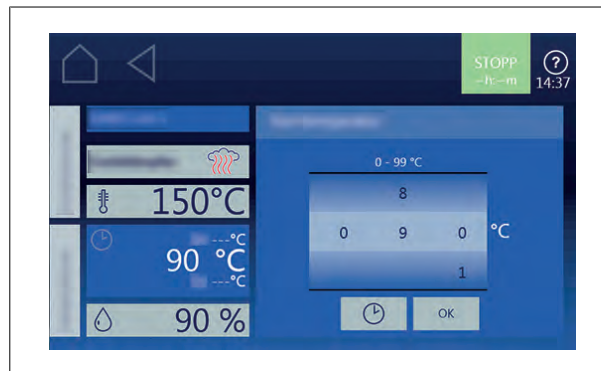 STOPP
--h:--m
14:37
0 - 99 °C
150°C
8
0 9 0 °C
1
---°C
90 °C
---°C
90 %
OK